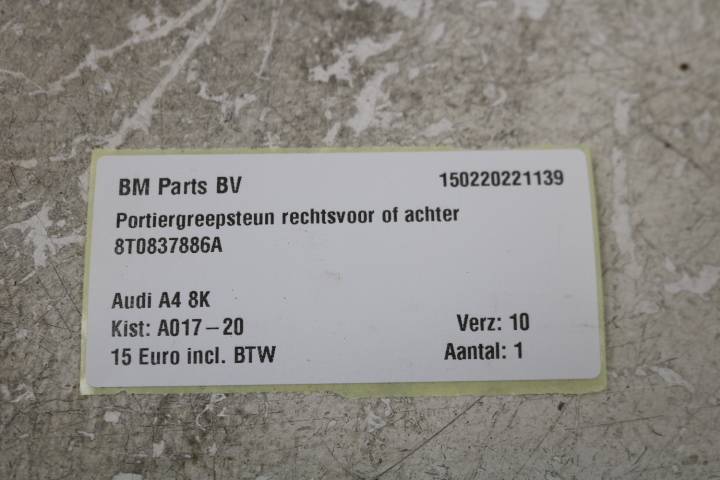 BM Parts BV 150220221139
Portiergreepsteun rechtsvoor of achter
8T0837886A
Audi A4 8K
Kist: A017-20 Verz: 10
15 Euro incl. BTW Aantal: 1